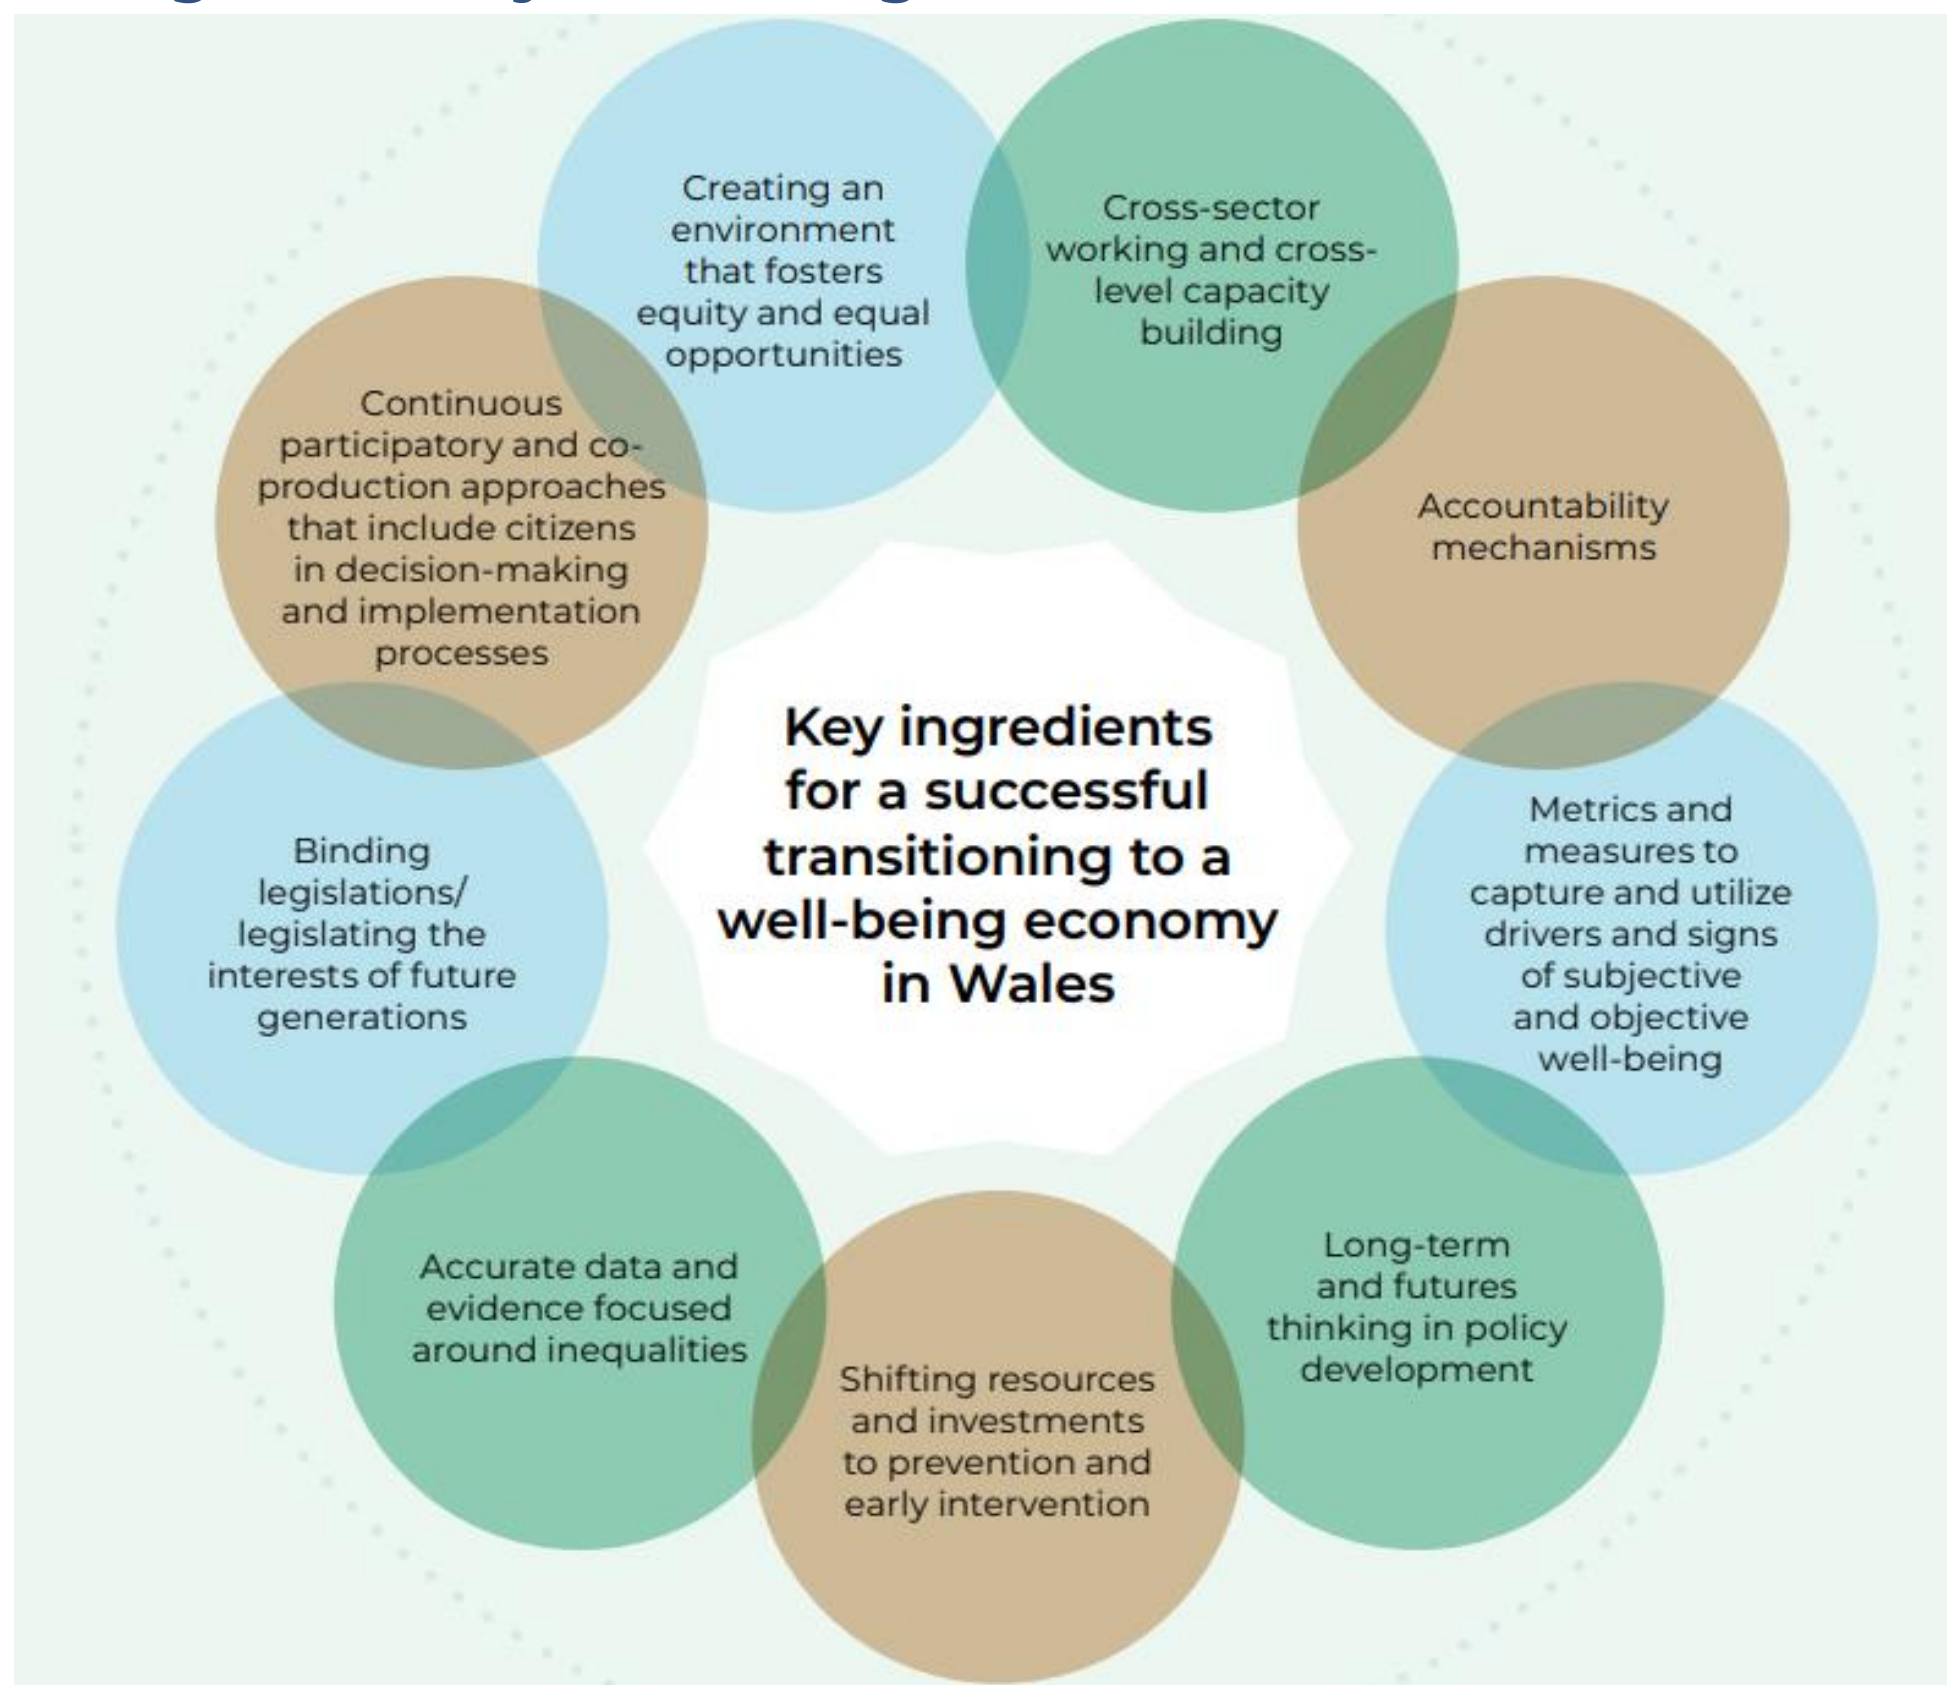 Creating an
environment
that fosters
equity and equal
opportunities
Cross-sector
working and cross-
level capacity
building
Accountability
mechanisms
Metrics and
measures to
capture and utilize
drivers and signs
of subjective
and objective
well-being
Long-term
and futures
thinking in policy
development
Shifting resources
and investments
to prevention and
early intervention
Accurate data and
evidence focused
around inequalities
Binding
legislations/
legislating the
interests of future
generations
Continuous
participatory and co-
production approaches
that include citizens
in decision-making
and implementation
processes
Key ingredients
for a successful
transitioning to a
well-being economy
in Wales